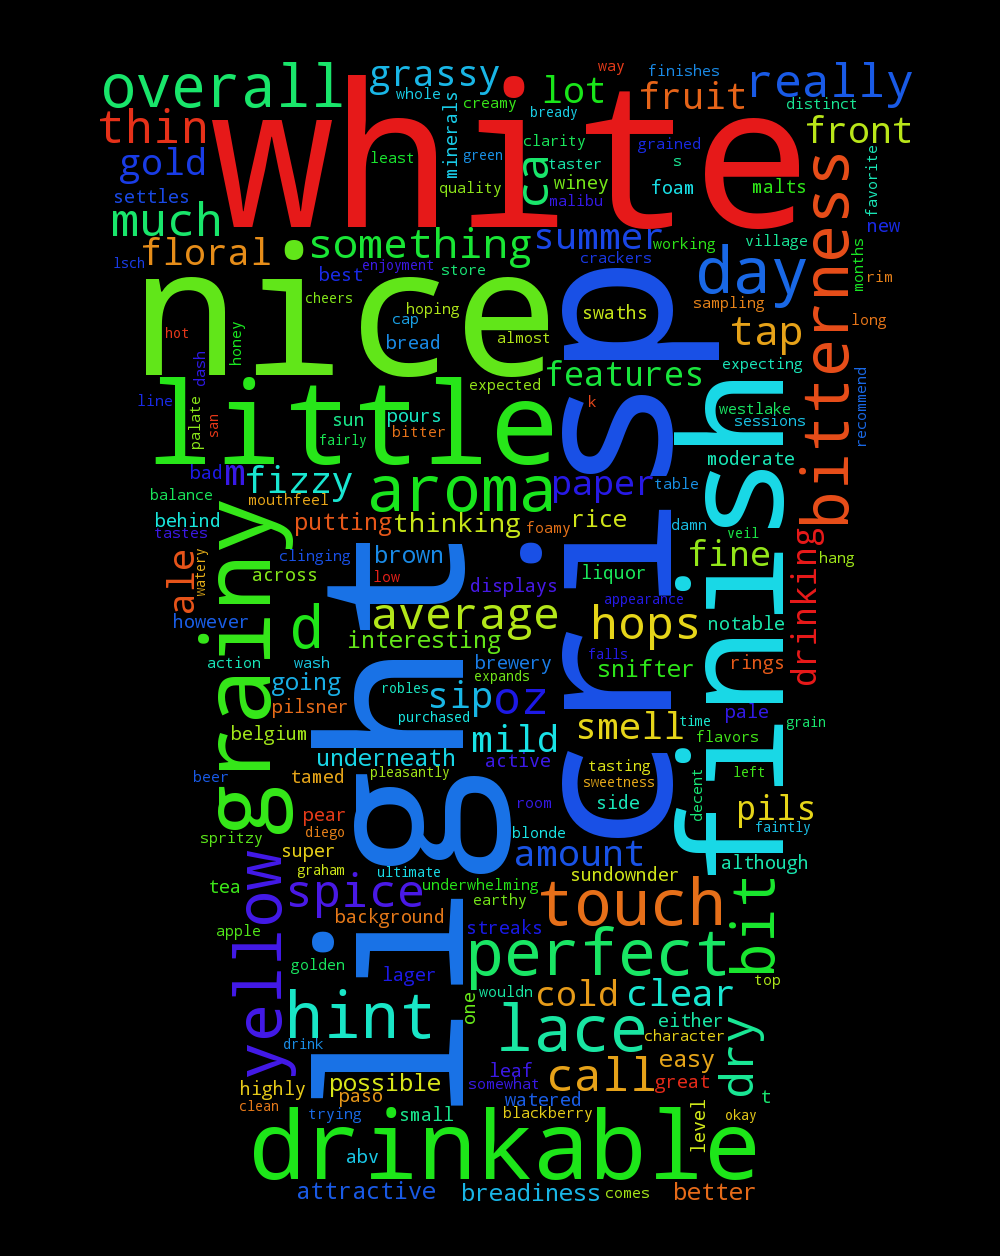 way
overall
grassy
whole
finishes
really
lot
fruit
distinct
creamy
minerals
bready
white
thin
front
clarity
grained
least
green
taster
s
gold
ca
quality
winey
foam
malts
malibu
favorite
settles
much
bitterness
new
summer
something
working
village
floral
crackers
lsch
best
enjoyment
store
day
months
rim
nice
cheers
hoping
swaths
sampling
cap
long
hot
honey
bread
almost
tap
crisp
expecting
dash
features
finish
recommend
little
expected
line
palate
san
sun
pours
k
westlake
sessions
fairly
bitter
moderate
bad
m
fizzy
aroma
paper
table
balance
mouthfeel
behind
tastes
putting
thinking
foamy
rice
damn
veil
grainy
light
clinging
brown
fine
hang
ale
watery
across
low
liquor
drinking
displays
appearance
however
d
average
hops
notable
interesting
falls
action
wash
brewery
snifter
rings
going
robles
expands
sip
oz
pilsner
purchased
pale
belgium
smell
time
grain
underneath
mild
flavors
active
tasting
beer
tamed
pleasantly
sweetness
left
room
side
decent
pear
pils
diego
blonde
faintly
spritzy
super
amount
although
graham
ultimate
sundownder
yellow
tea
spice
underwhelming
touch
bit
earthy
background
apple
streaks
perfect
golden
lager
top
one
wouldn
cold
clear
hint
lace
either
character
drink
dry
easy
leaf
call
great
possible
somewhat
highly
paso
watered
t
clean
trying
small
blackberry
level
okay
drinkable
abv
attractive
breadiness
comes
better